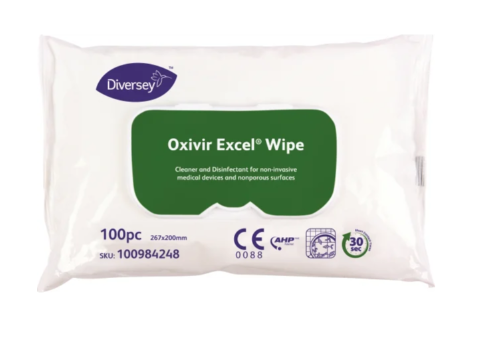 Diversey™
Oxivir Excel® Wipe
Cleaner and Disinfectant for non-invasive
medical devices and nonporous surfaces
100pc 267x200mm
SKU: 100984248
CE
0088
AHP
30
sec